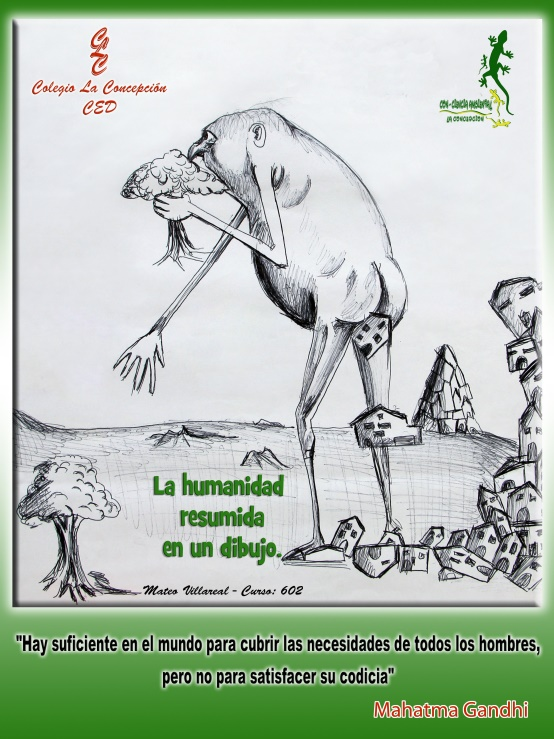 CLC
Colegio La Concepción
CED
CON-CIENCIA AMBIENTAL
LA CONCEPCION
La humanidad
resumida
en un dibujo.
Mateo Villareal - Curso: 602
"Hay suficiente en el mundo para cubrir las necesidades de todos los hombres,
pero no para satisfacer su codicia"
Mahatma Gandhi